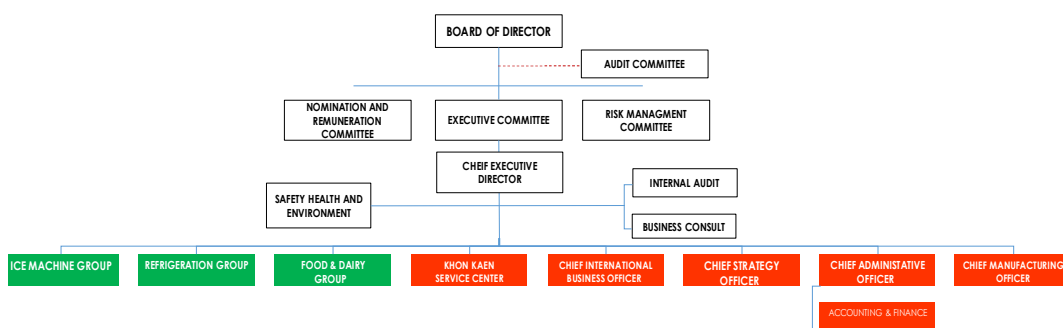 BOARD OF DIRECTOR
AUDIT COMMITTEE
NOMINATION AND
REMUNERATION
COMMITTEE
EXECUTIVE COMMITTEE
RISK MANAGMENT
COMMITTEE
CHEIF EXECUTIVE
DIRECTOR
INTERNAL AUDIT
SAFETY HEALTH AND
ENVIRONMENT
BUSINESS CONSULT
ICE MACHINE GROUP
REFRIGERATION GROUP
FOOD & DAIRY
GROUP
KHON KAEN
SERVICE CENTER
CHIEF INTERNATIONAL
BUSINESS OFFICER
CHIEF STRATEGY
OFFICER
CHIEF ADMINISTATIVE
OFFICER
CHIEF MANUFACTURING
OFFICER
ACCOUNTING & FINANCE